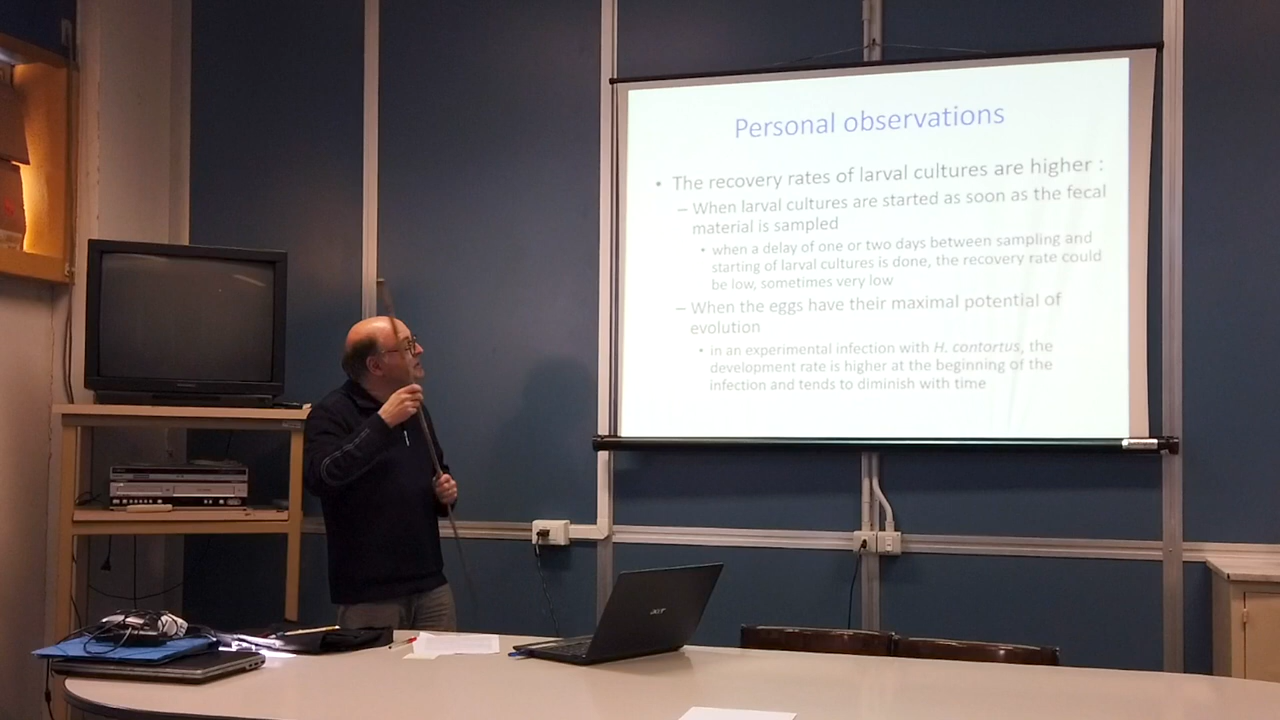 Personal observations
• The recovery rates of larval cultures are higher :
– When larval cultures are started as soon as the fecal
material is sampled
• when a delay of one or two days between sampling and
starting of larval cultures is done, the recovery rate could
be low, sometimes very low
– When the eggs have their maximal potential of
evolution
• in an experimental infection with H. contortus, the
development rate is higher at the beginning of the
infection and tends to diminish with time
acer